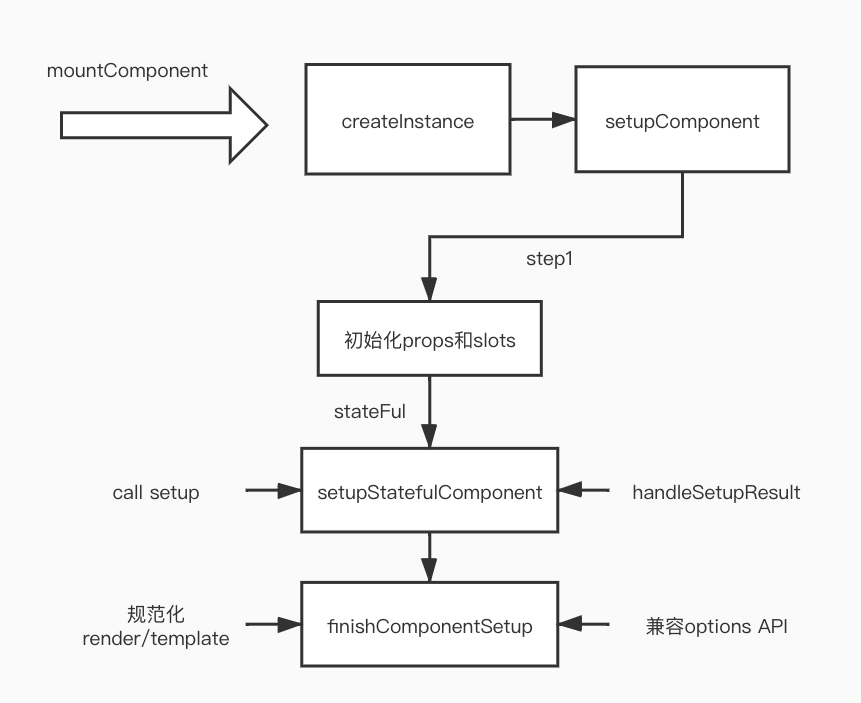 mountComponent
createInstance
setupComponent
step1
初始化props和slots
stateFul
call setup
setupStatefulComponent
handleSetupResult
规范化
render/template
finishComponentSetup
兼容options API